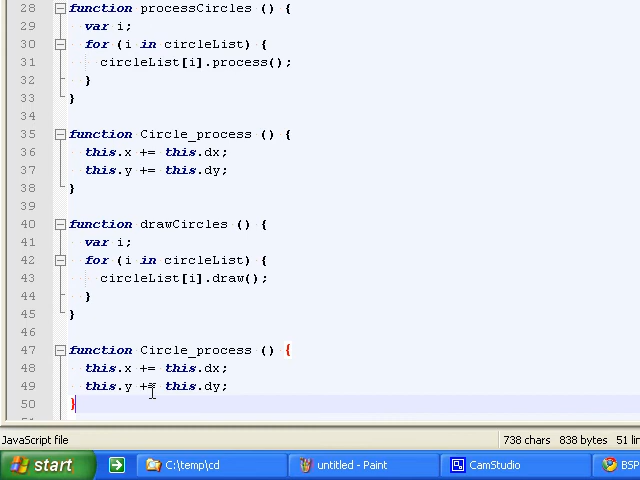 28 function processCircles () {
29 var i;
30 for (i in circleList) {
31 circleList[i].process();
32 }
33 }
34
35 function Circle_process () {
36 this.x += this.dx;
37 this.y += this.dy;
38 }
39
40 function drawCircles () {
41 var i;
42 for (i in circleList) {
43 circleList[i].draw();
44 }
45 }
46
47 function Circle_process () {
48 this.x += this.dx;
49 this.y += this.dy;
50 }
JavaScript file 738 chars 838 bytes 51 lin
start C:\temp\cd untitled - Paint CamStudio BSP